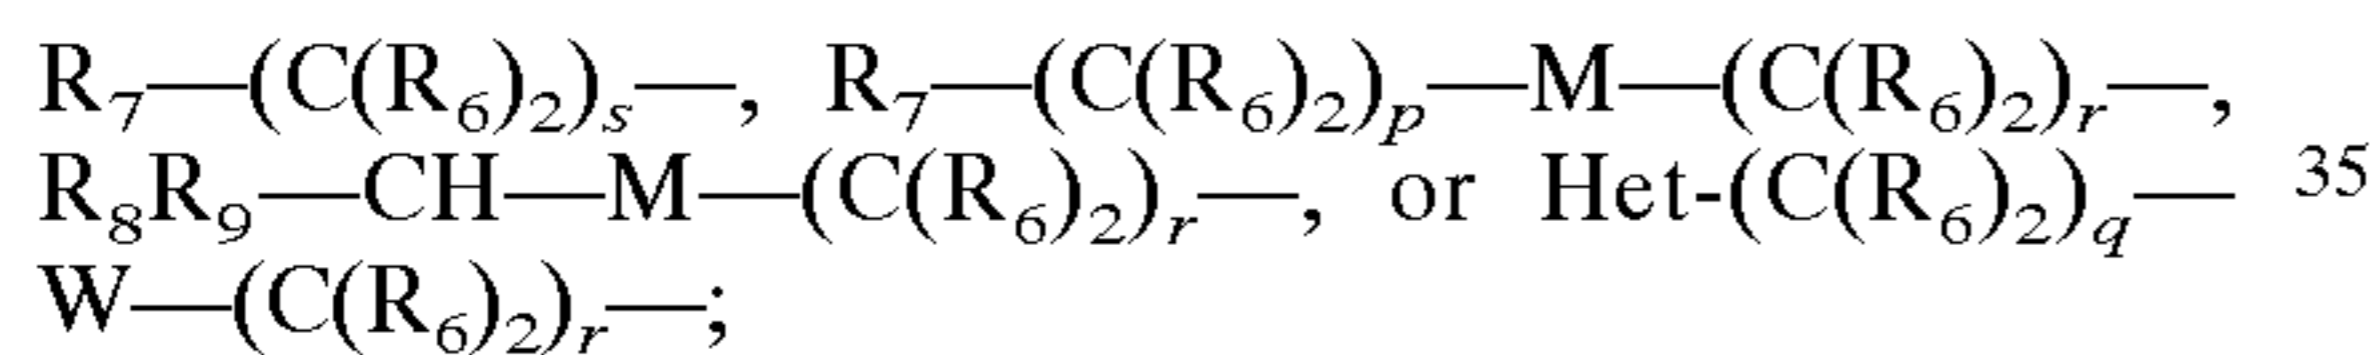 R₇—(C(R₆)₂)ₛ—, R₇—(C(R₆)₂)ₚ—M—(C(R₆)₂)ᵣ—,
R₈R₉—CH—M—(C(R₆)₂)ᵣ—, or Het-(C(R₆)₂)q— 35
W—(C(R₆)₂)ᵣ—;